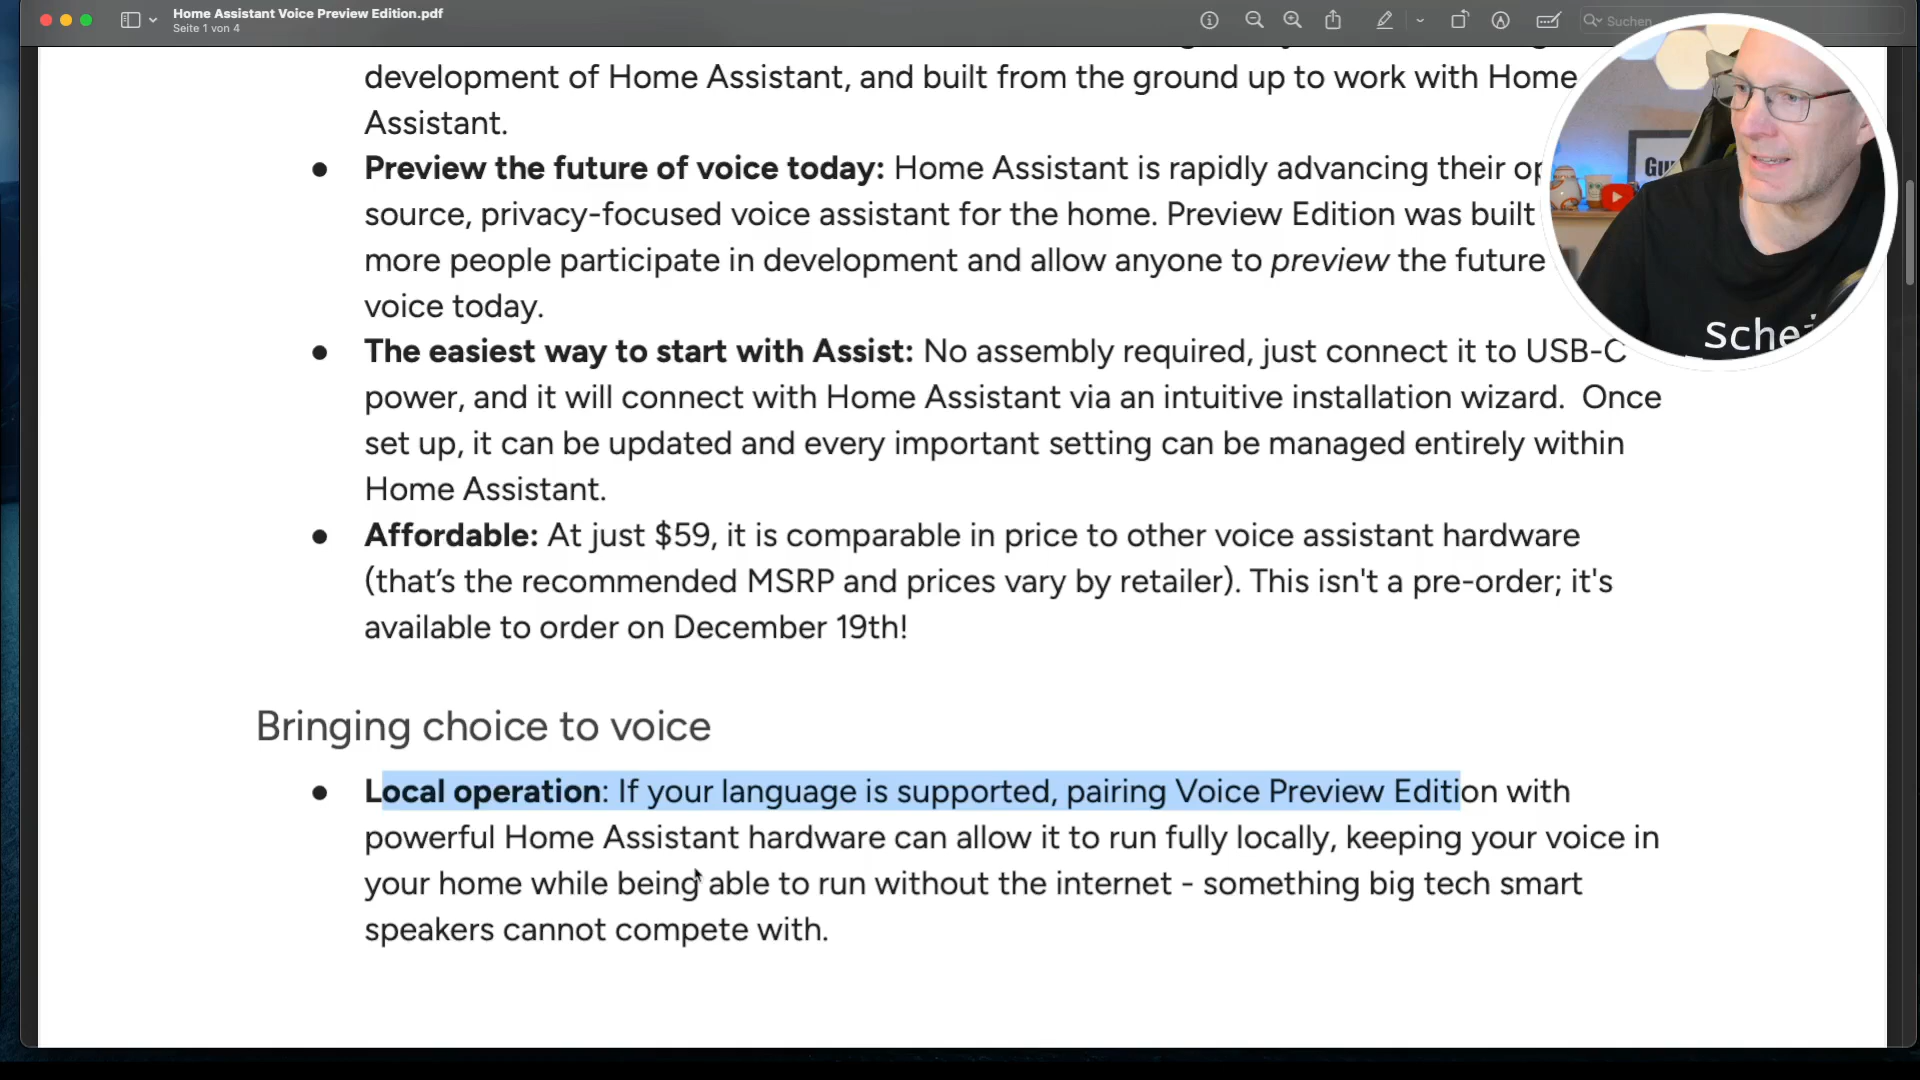 Home Assistant Voice Preview Edition.pdf
Seite 1 von 4
Suchen
development of Home Assistant, and built from the ground up to work with Home
Assistant.
● Preview the future of voice today: Home Assistant is rapidly advancing their op
source, privacy-focused voice assistant for the home. Preview Edition was built
more people participate in development and allow anyone to preview the future
voice today.
● The easiest way to start with Assist: No assembly required, just connect it to USB-C
power, and it will connect with Home Assistant via an intuitive installation wizard. Once
set up, it can be updated and every important setting can be managed entirely within
Home Assistant.
● Affordable: At just $59, it is comparable in price to other voice assistant hardware
(that’s the recommended MSRP and prices vary by retailer). This isn't a pre-order; it's
available to order on December 19th!
Bringing choice to voice
● Local operation: If your language is supported, pairing Voice Preview Edition with
powerful Home Assistant hardware can allow it to run fully locally, keeping your voice in
your home while being able to run without the internet - something big tech smart
speakers cannot compete with.